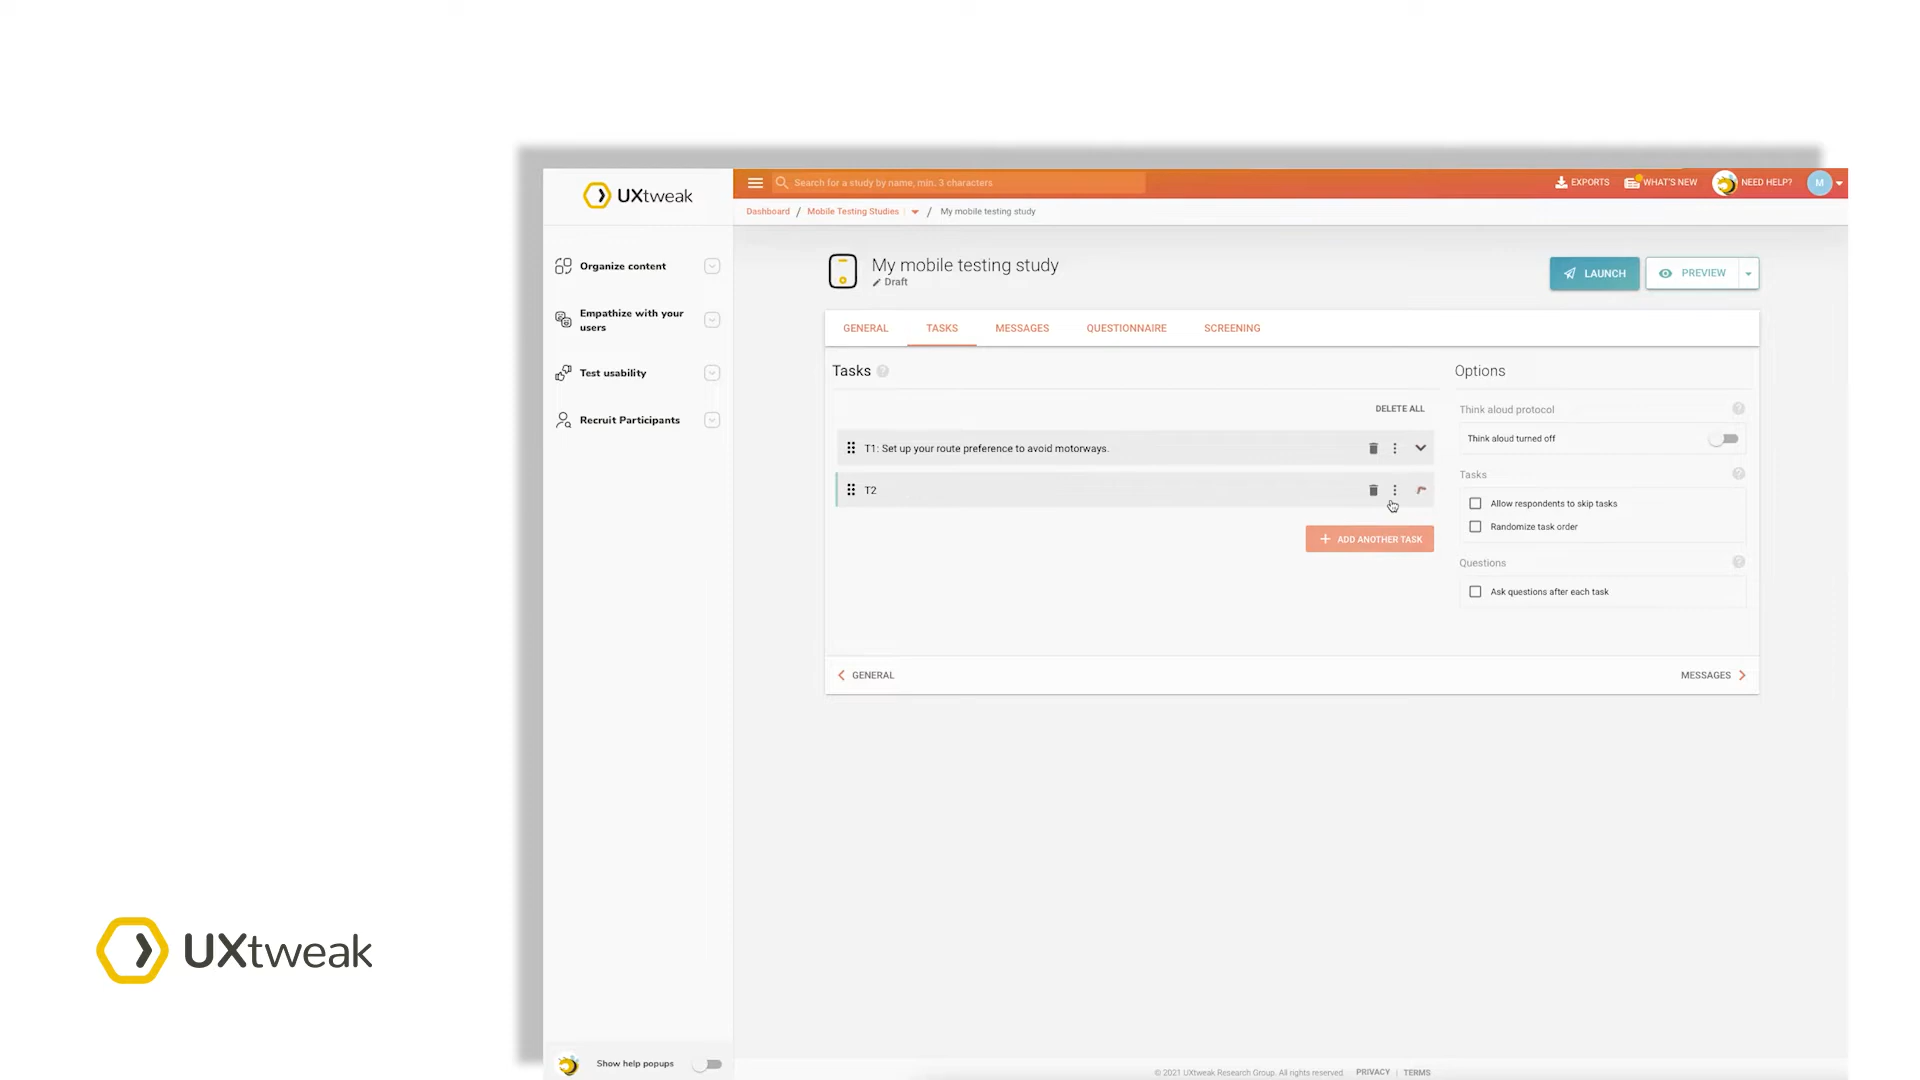 UXtweak
Search for a study by name, min. 3 characters
EXPORTS
WHAT'S NEW
NEED HELP?
M
Dashboard / Mobile Testing Studies / My mobile testing study
Organize content
Empathize with your
users
Test usability
Recruit Participants
My mobile testing study
Draft
LAUNCH
PREVIEW
GENERAL
TASKS
MESSAGES
QUESTIONNAIRE
SCREENING
Tasks ?
DELETE ALL
T1: Set up your route preference to avoid motorways.
T2
+ ADD ANOTHER TASK
Options
Think aloud protocol ?
Think aloud turned off
Tasks ?
Allow respondents to skip tasks
Randomize task order
Questions ?
Ask questions after each task
GENERAL
MESSAGES
UXtweak
Show help popups
© 2021 UXtweak Research Group. All rights reserved. PRIVACY | TERMS